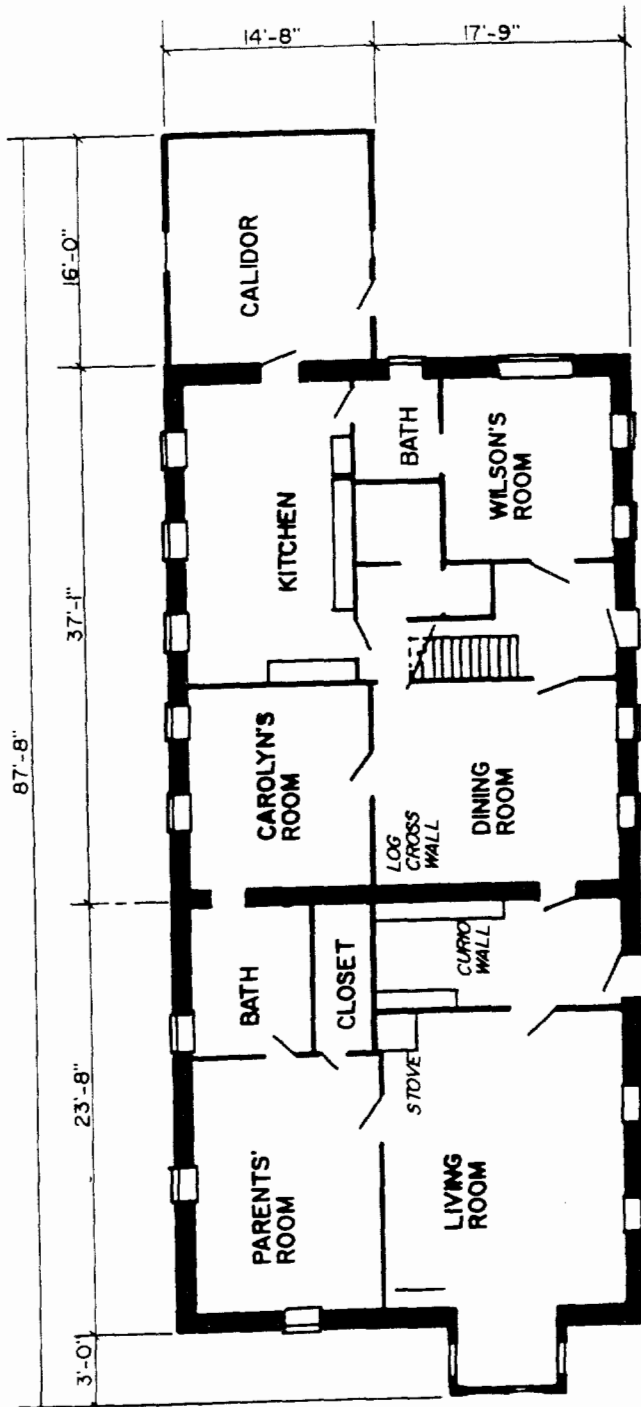 14'-8"
17'-9"
16'-0"
CALIDOR
37'-1"
BATH
WILSON'S
ROOM
KITCHEN
87'-8"
CAROLYN'S
ROOM
LOG
CROSS
WALL
DINING
ROOM
BATH
CLOSET
CURIO
WALL
23'-8"
STOVE
PARENTS'
ROOM
LIVING
ROOM
3'-0"